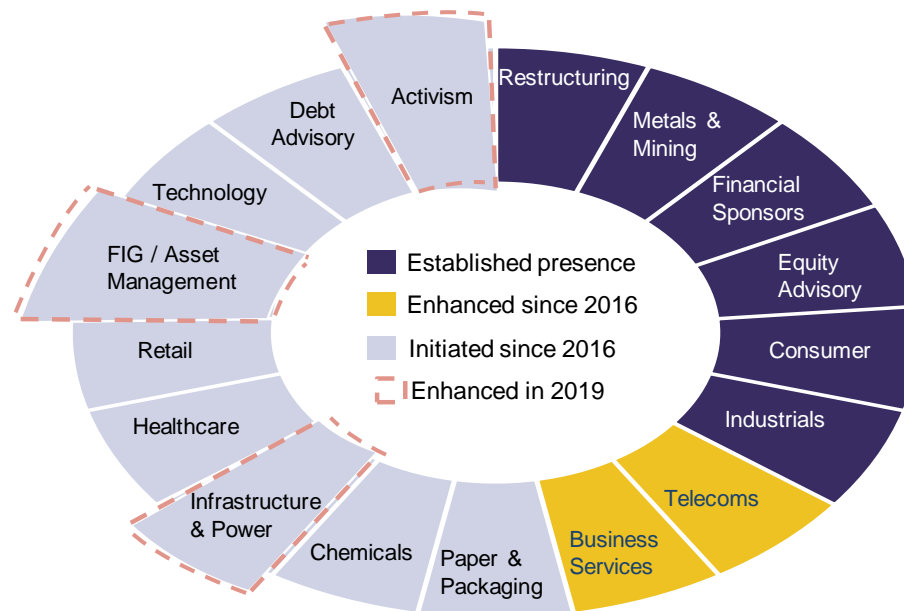 Activism
Restructuring
Metals &
Mining
Financial
Sponsors
Equity
Advisory
Consumer
Industrials
Telecoms
Business
Services
Paper &
Packaging
Chemicals
Infrastructure
& Power
Healthcare
Retail
FIG / Asset
Management
Technology
Debt
Advisory
Established presence
Enhanced since 2016
Initiated since 2016
Enhanced in 2019